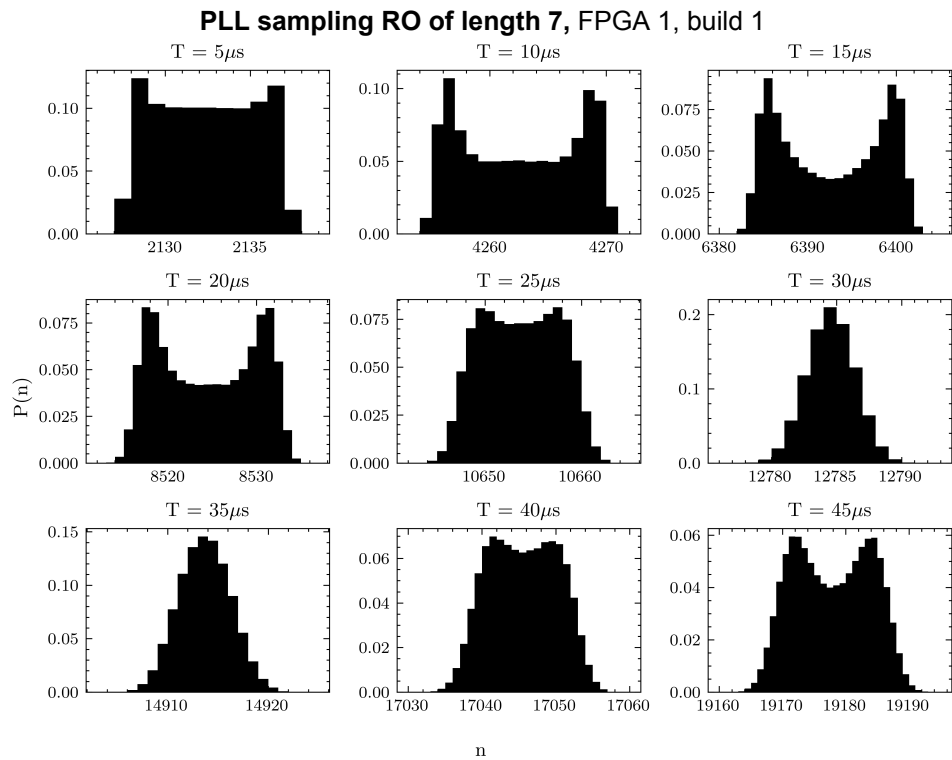 PLL sampling RO of length 7, FPGA 1, build 1
T = 5μs
T = 10μs
T = 15μs
0.10
0.05
0.00
2130 2135
0.10
0.05
0.00
4260 4270
0.075
0.050
0.025
0.000
6380 6390 6400
T = 20μs
T = 25μs
T = 30μs
P(n)
0.075
0.050
0.025
0.000
8520 8530
0.075
0.050
0.025
0.000
10650 10660
0.2
0.1
0.0
12780 12785 12790
T = 35μs
T = 40μs
T = 45μs
0.15
0.10
0.05
0.00
14910 14920
0.06
0.04
0.02
0.00
17030 17040 17050 17060
0.06
0.04
0.02
0.00
19160 19170 19180 19190
n